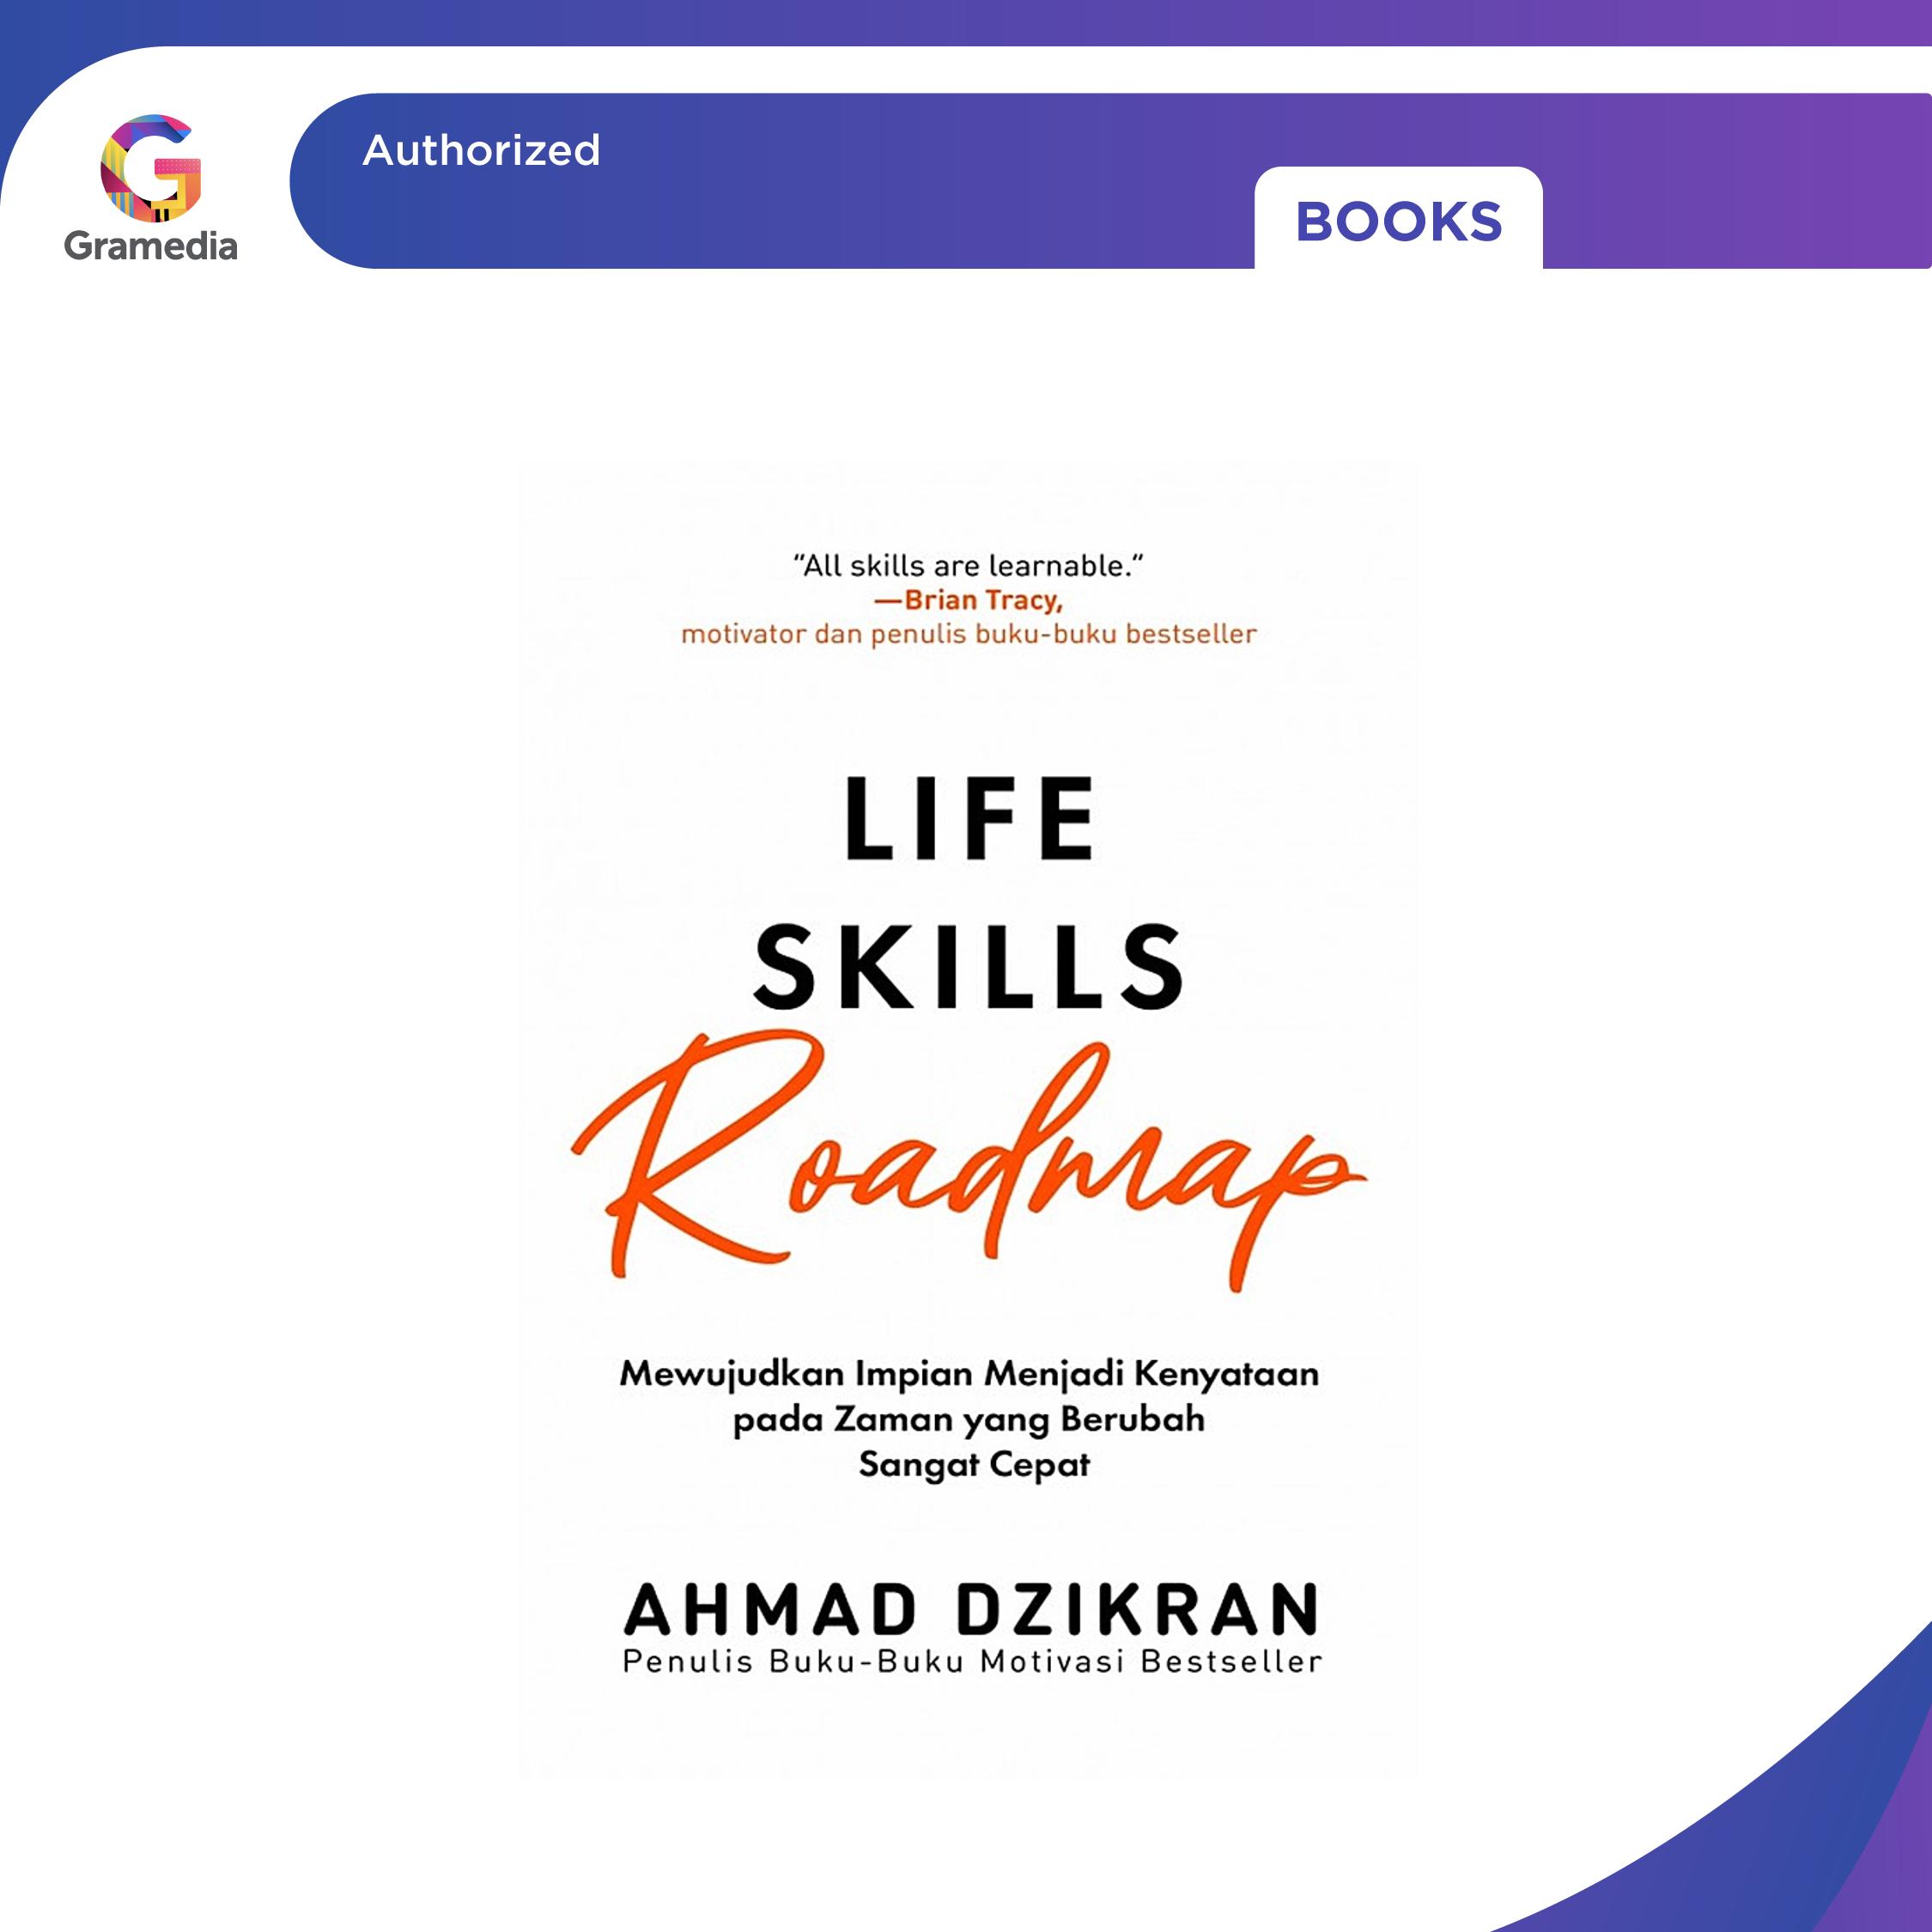 Gramedia
Authorized
BOOKS
“All skills are learnable.”
—Brian Tracy,
motivator dan penulis buku-buku bestseller
LIFE
SKILLS
Roadmap
Mewujudkan Impian Menjadi Kenyataan
pada Zaman yang Berubah
Sangat Cepat
AHMAD DZIKRAN
Penulis Buku-Buku Motivasi Bestseller